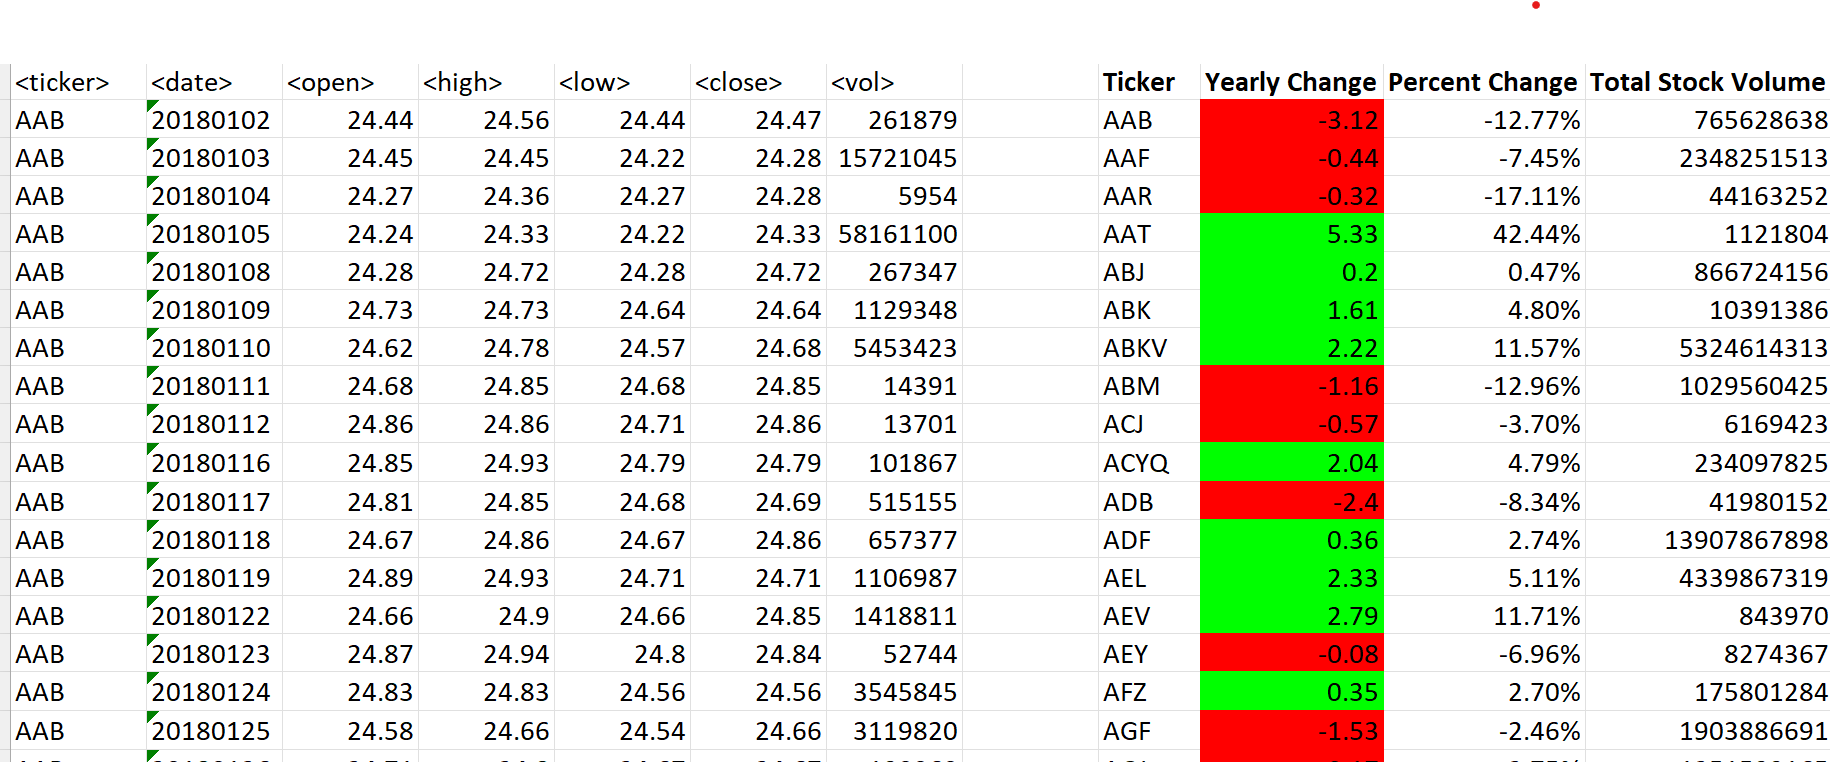 <ticker> <date> <open> <high> <low> <close> <vol> Ticker Yearly Change Percent Change Total Stock Volume
AAB 20180102 24.44 24.56 24.44 24.47 261879 AAB -3.12 -12.77% 765628638
AAB 20180103 24.45 24.45 24.22 24.28 15721045 AAF -0.44 -7.45% 2348251513
AAB 20180104 24.27 24.36 24.27 24.28 5954 AAR -0.32 -17.11% 44163252
AAB 20180105 24.24 24.33 24.22 24.33 58161100 AAT 5.33 42.44% 1121804
AAB 20180108 24.28 24.72 24.28 24.72 267347 ABJ 0.2 0.47% 866724156
AAB 20180109 24.73 24.73 24.64 24.64 1129348 ABK 1.61 4.80% 10391386
AAB 20180110 24.62 24.78 24.57 24.68 5453423 ABKV 2.22 11.57% 5324614313
AAB 20180111 24.68 24.85 24.68 24.85 14391 ABM -1.16 -12.96% 1029560425
AAB 20180112 24.86 24.86 24.71 24.86 13701 ACJ -0.57 -3.70% 6169423
AAB 20180116 24.85 24.93 24.79 24.79 101867 ACYQ 2.04 4.79% 234097825
AAB 20180117 24.81 24.85 24.68 24.69 515155 ADB -2.4 -8.34% 41980152
AAB 20180118 24.67 24.86 24.67 24.86 657377 ADF 0.36 2.74% 13907867898
AAB 20180119 24.89 24.93 24.71 24.71 1106987 AEL 2.33 5.11% 4339867319
AAB 20180122 24.66 24.9 24.66 24.85 1418811 AEV 2.79 11.71% 843970
AAB 20180123 24.87 24.94 24.8 24.84 52744 AEY -0.08 -6.96% 8274367
AAB 20180124 24.83 24.83 24.56 24.56 3545845 AFZ 0.35 2.70% 175801284
AAB 20180125 24.58 24.66 24.54 24.66 3119820 AGF -1.53 -2.46% 1903886691